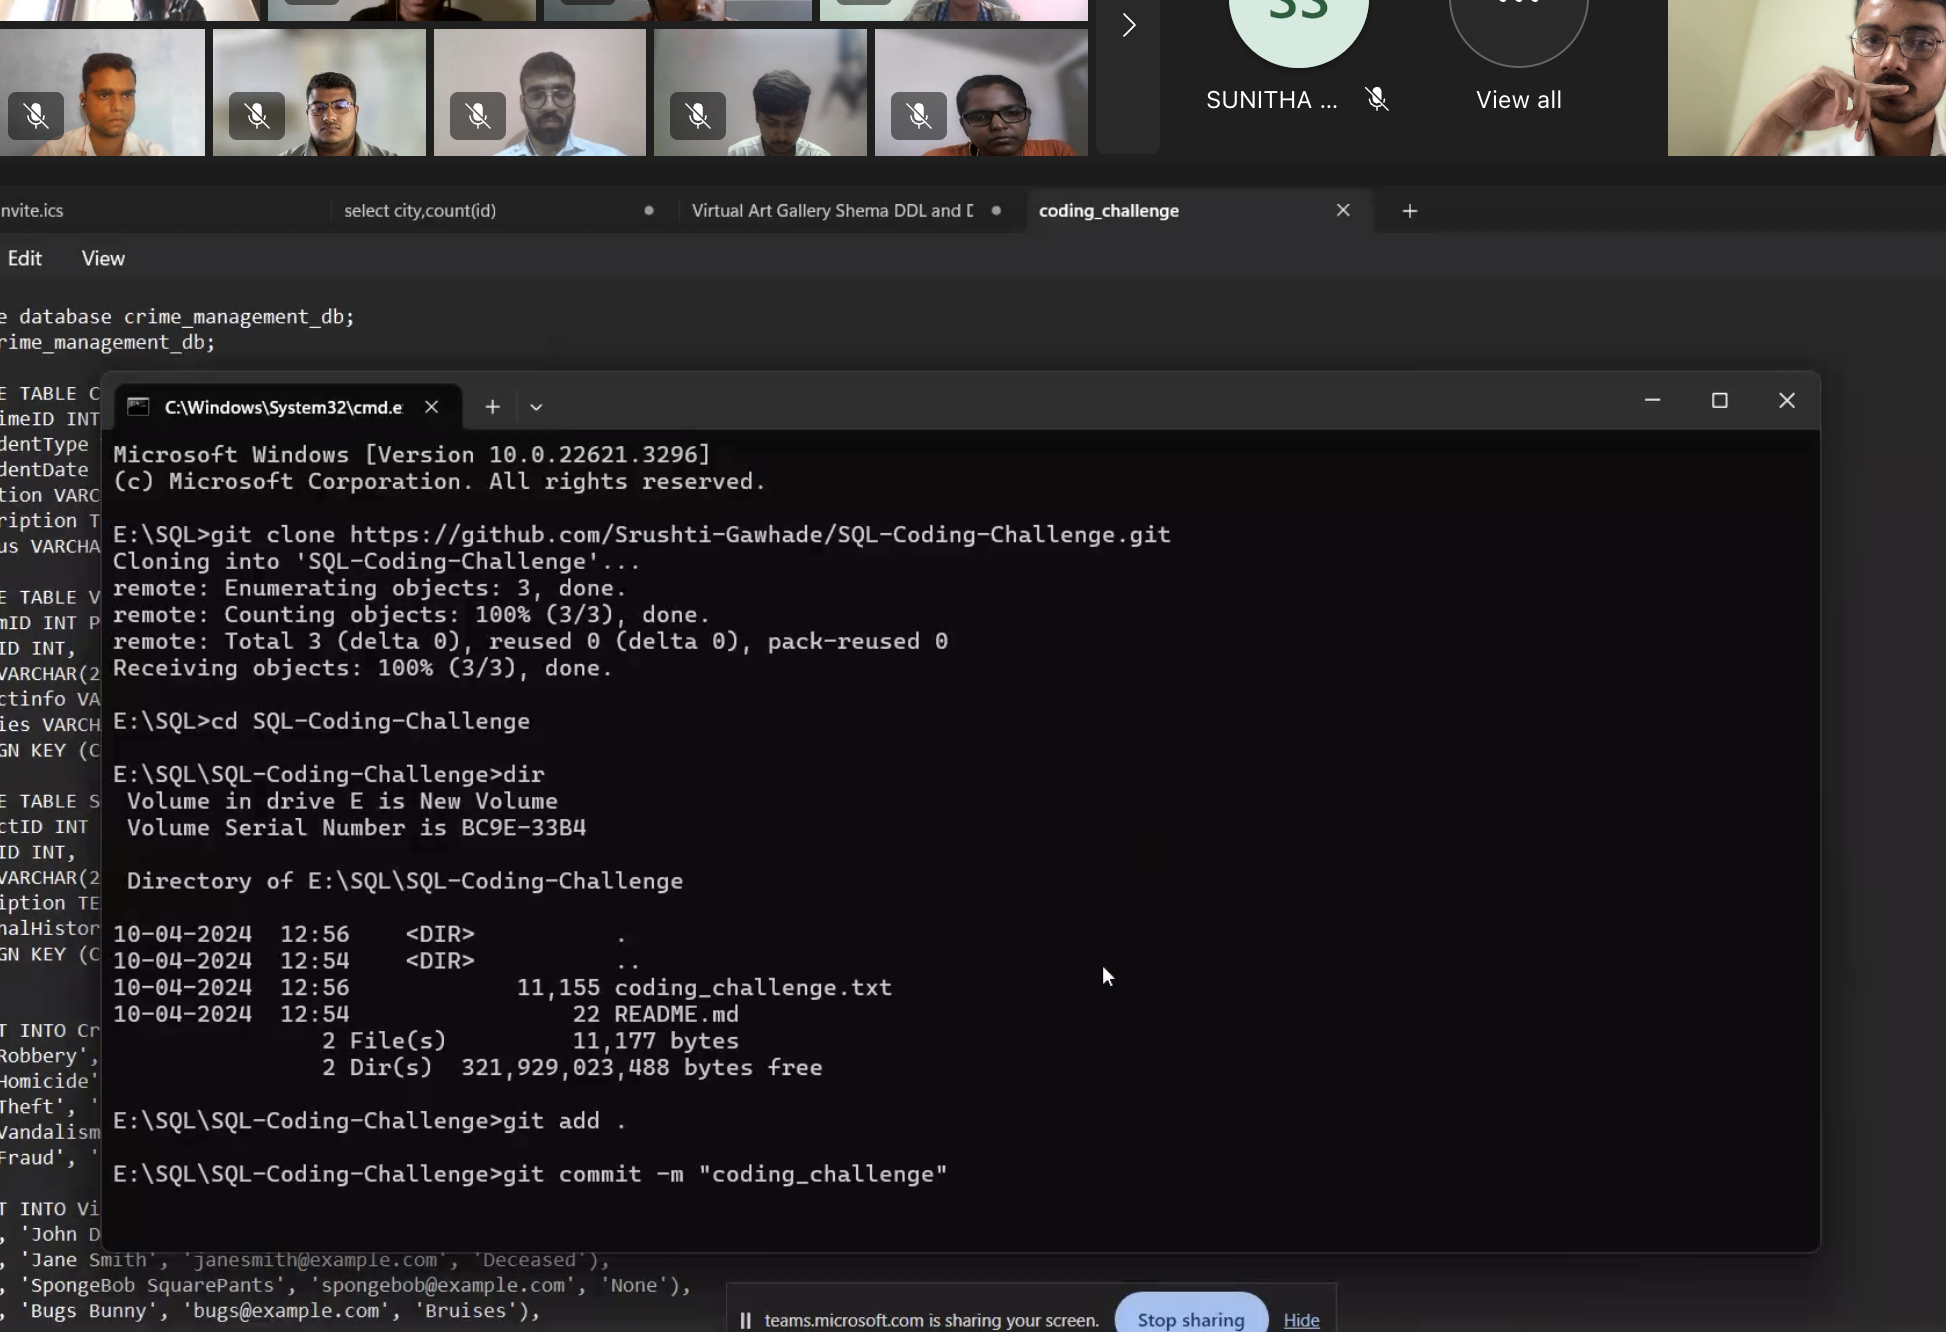 SS
...
SUNITHA ...
View all
nvite.ics
select city,count(id)
Virtual Art Gallery Shema DDL and D
coding_challenge
Edit
View
e database crime_management_db;
rime_management_db;
E TABLE C
imeID INT
dentType
dentDate
tion VARC
ription T
us VARCHA
E TABLE V
mID INT P
ID INT,
VARCHAR(2
ctinfo VA
ies VARCH
GN KEY (C
E TABLE S
ctID INT
ID INT,
VARCHAR(2
iption TE
nalHistor
GN KEY (C
T INTO Cr
Robbery',
Homicide'
Theft', '
Vandalism
Fraud', '
T INTO Vi
, 'John D
, 'Jane Smith', 'janesmith@example.com', 'Deceased'),
, 'SpongeBob SquarePants', 'spongebob@example.com', 'None'),
, 'Bugs Bunny', 'bugs@example.com', 'Bruises'),
C:\Windows\System32\cmd.e
Microsoft Windows [Version 10.0.22621.3296]
(c) Microsoft Corporation. All rights reserved.
E:\SQL>git clone https://github.com/Srushti-Gawhade/SQL-Coding-Challenge.git
Cloning into 'SQL-Coding-Challenge'...
remote: Enumerating objects: 3, done.
remote: Counting objects: 100% (3/3), done.
remote: Total 3 (delta 0), reused 0 (delta 0), pack-reused 0
Receiving objects: 100% (3/3), done.
E:\SQL>cd SQL-Coding-Challenge
E:\SQL\SQL-Coding-Challenge>dir
Volume in drive E is New Volume
Volume Serial Number is BC9E-33B4
Directory of E:\SQL\SQL-Coding-Challenge
10-04-2024 12:56 <DIR> .
10-04-2024 12:54 <DIR> ..
10-04-2024 12:56 11,155 coding_challenge.txt
10-04-2024 12:54 22 README.md
2 File(s) 11,177 bytes
2 Dir(s) 321,929,023,488 bytes free
E:\SQL\SQL-Coding-Challenge>git add .
E:\SQL\SQL-Coding-Challenge>git commit -m "coding_challenge"
teams.microsoft.com is sharing your screen.
Stop sharing
Hide